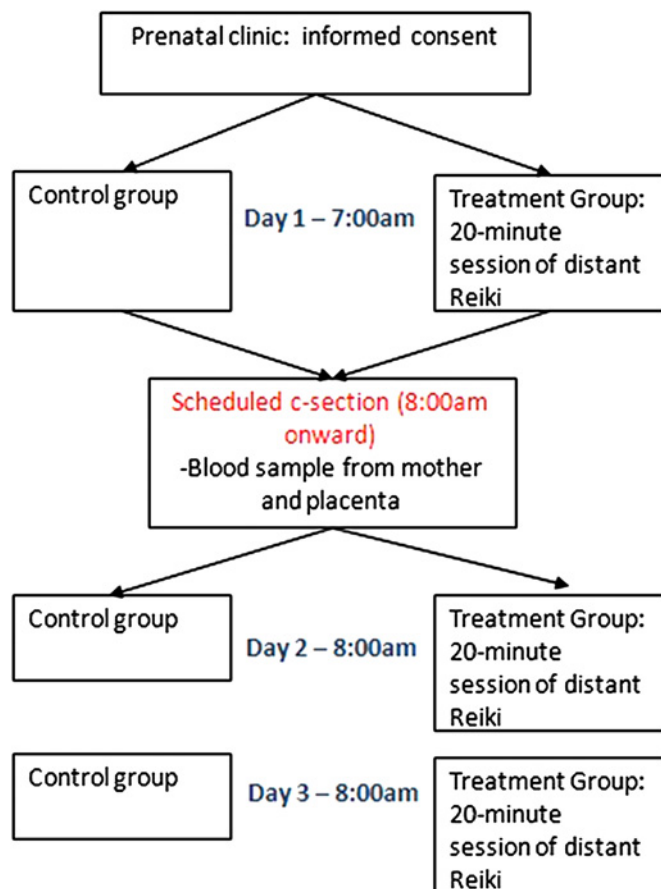 Prenatal clinic: informed consent
Control group
Day 1 – 7:00am
Treatment Group:
20-minute
session of distant
Reiki
Scheduled c-section (8:00am
onward)
-Blood sample from mother
and placenta
Control group
Day 2 – 8:00am
Treatment Group:
20-minute
session of distant
Reiki
Control group
Day 3 – 8:00am
Treatment Group:
20-minute
session of distant
Reiki